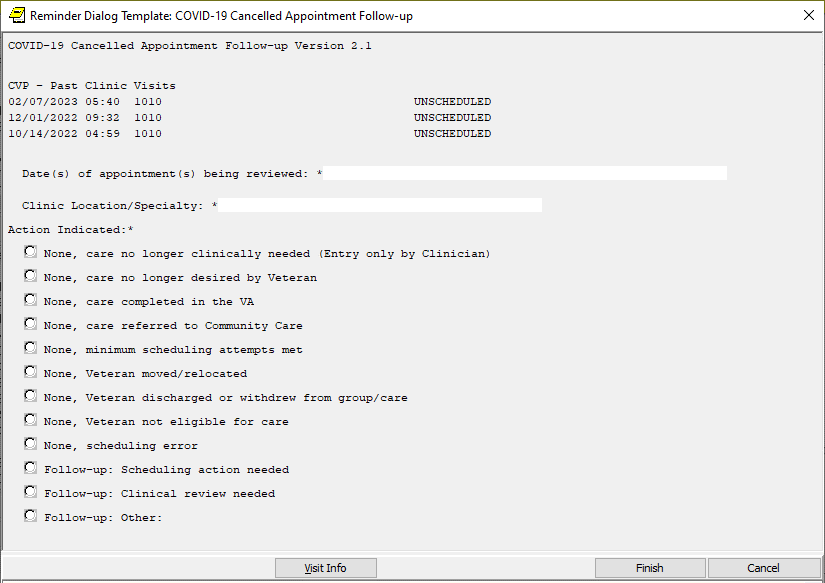 Reminder Dialog Template: COVID-19 Cancelled Appointment Follow-up
COVID-19 Cancelled Appointment Follow-up Version 2.1
CVP - Past Clinic Visits
02/07/2023 05:40 1010 UNSCHEDULED
12/01/2022 09:32 1010 UNSCHEDULED
10/14/2022 04:59 1010 UNSCHEDULED
Date(s) of appointment(s) being reviewed: *
Clinic Location/Specialty: *
Action Indicated:*
None, care no longer clinically needed (Entry only by Clinician)
None, care no longer desired by Veteran
None, care completed in the VA
None, care referred to Community Care
None, minimum scheduling attempts met
None, Veteran moved/relocated
None, Veteran discharged or withdrew from group/care
None, Veteran not eligible for care
None, scheduling error
Follow-up: Scheduling action needed
Follow-up: Clinical review needed
Follow-up: Other:
Visit Info Finish Cancel